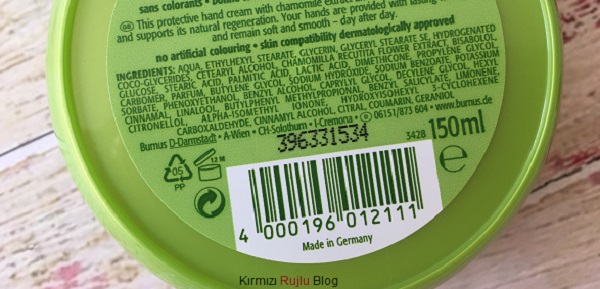 sans colorants •
GB This protective hand cream with chamomile extract
and supports its natural regeneration. Your hands are provided with lasting
and remain soft and smooth – day after day.
no artificial colouring • skin compatibility dermatologically approved
INGREDIENTS: AQUA, ETHYLHEXYL STEARATE, GLYCERIN, GLYCERYL STEARATE SE, HYDROGENATED
COCO-GLYCERIDES, CETEARYL ALCOHOL, CHAMOMILLA RECUTITA FLOWER EXTRACT, BISABOLOL,
GLUCOSE, STEARIC ACID, PALMITIC ACID, LACTIC ACID, DIMETHICONE, PROPYLENE GLYCOL,
CARBOMER, PARFUM, BUTYLENE GLYCOL, SODIUM HYDROXIDE, SODIUM BENZOATE, POTASSIUM
SORBATE, PHENOXYETHANOL, BENZYL ALCOHOL, CAPRYLYL GLYCOL, DECYLENE GLYCOL, HEXYL
CINNAMAL, LINALOOL, BUTYLPHENYL METHYLPROPIONAL, BENZYL SALICYLATE, LIMONENE,
CITRONELLOL, ALPHA-ISOMETHYL IONONE, HYDROXYISOHEXYL 3-CYCLOHEXENE
CARBOXALDEHYDE, CINNAMYL ALCOHOL, CITRAL, COUMARIN, GERANIOL
Burnus D-Darmstadt • A-Wien • CH-Solothurn • I-Cremona • 06151/873 604 • www.burnus.de
396331534
3428 150ml
12 M
05
PP
e
4 000196 012111
Made in Germany
Kırmızı Rujlu Blog